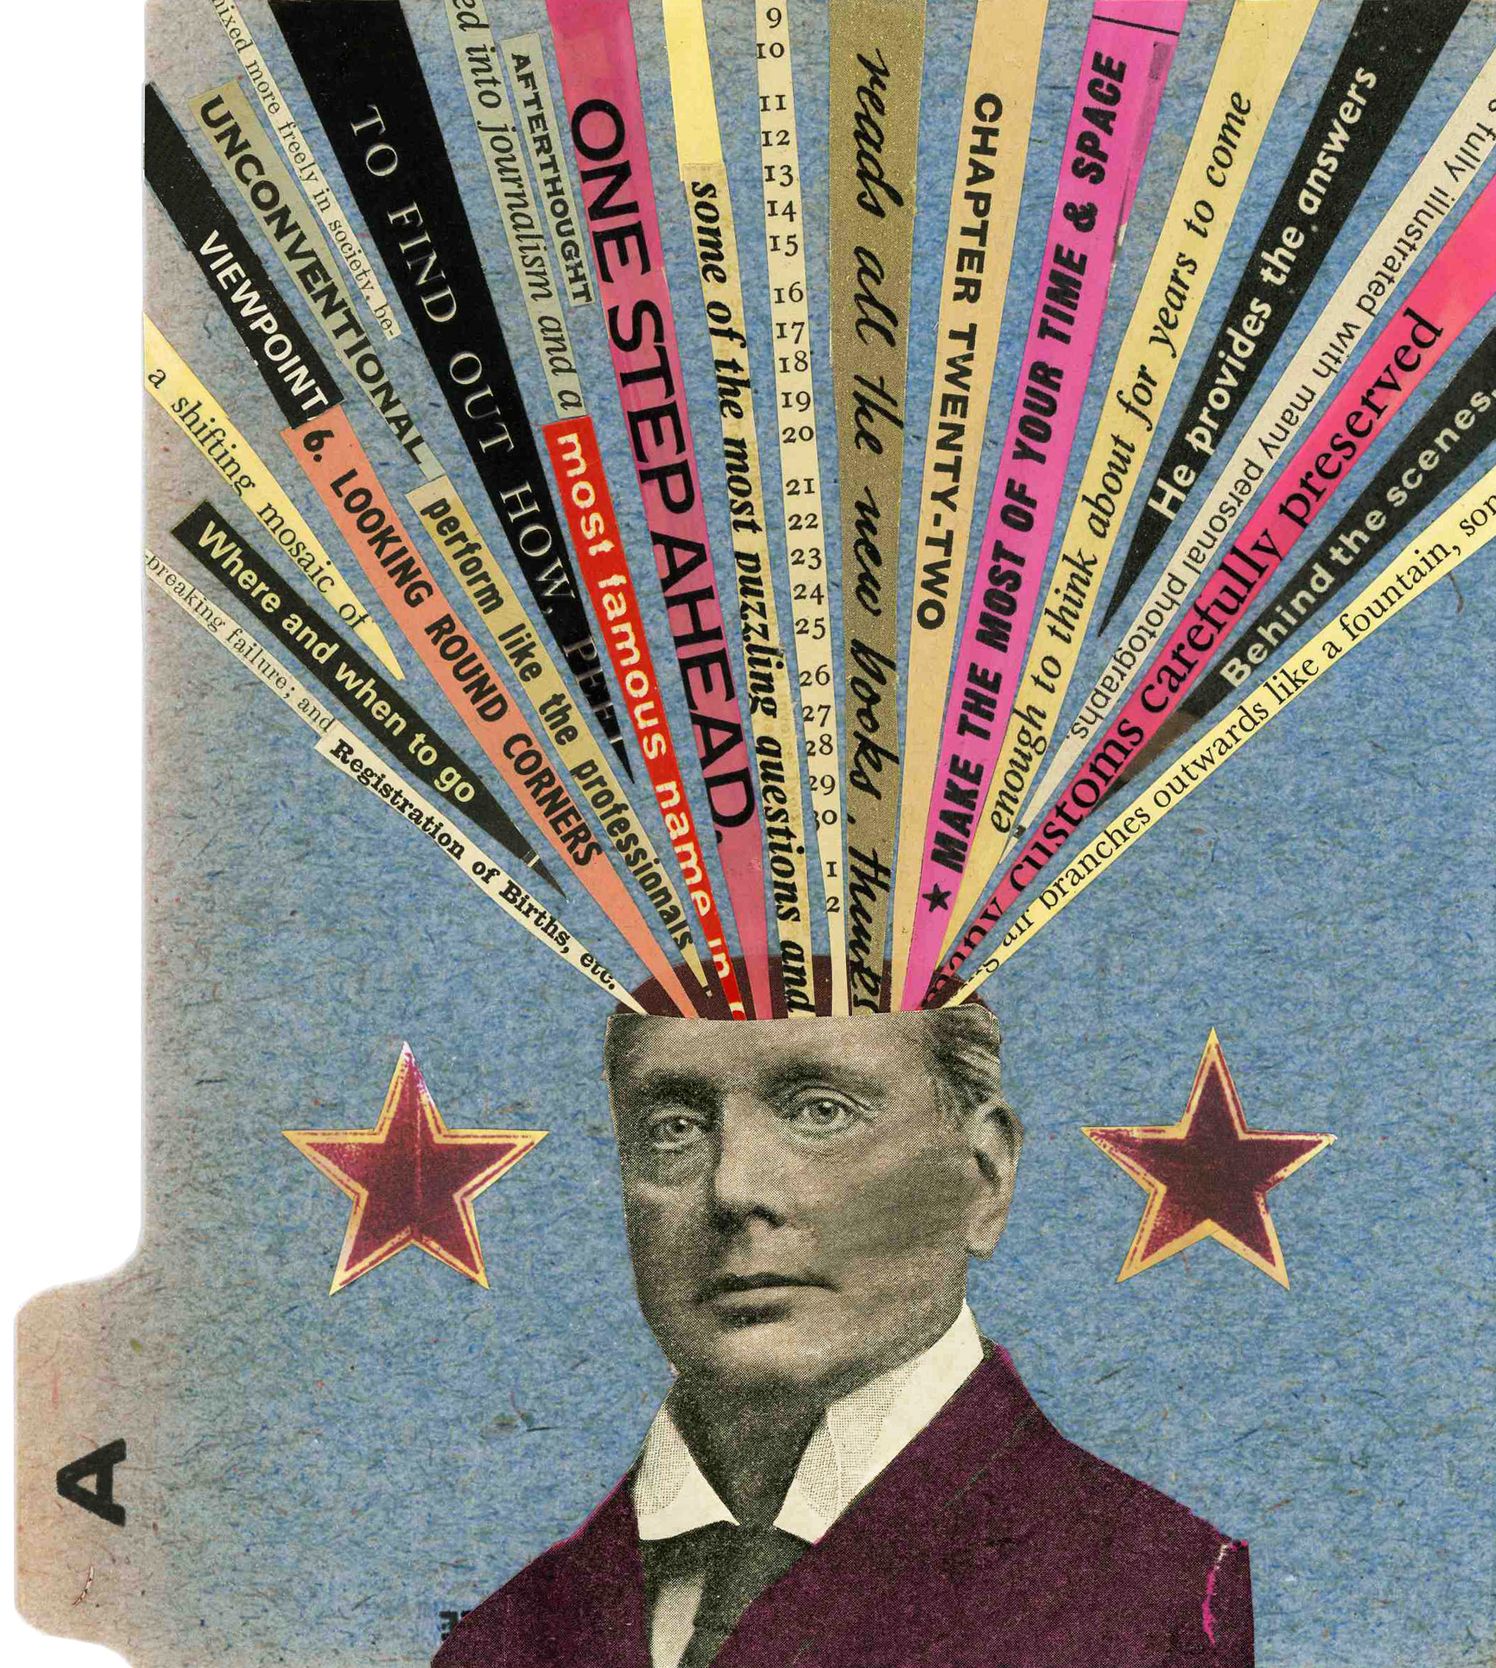 -breaking failure; and
Registration of Births, etc.
Where and when to go
a shifting mosaic of
VIEWPOINT
6. LOOKING ROUND CORNERS
UNCONVENTIONAL
perform like the professionals
mixed more freely in society, be-
TO FIND OUT HOW,
ed into journalism and a
AFTERTHOUGHT
most famous name in
ONE STEP AHEAD.
some of the most puzzling questions and
9
10
11
12
13
14
15
16
17
18
19
20
21
22
23
24
25
26
27
28
29
30
1
2
reads all the new books, thinks
CHAPTER TWENTY-TWO
★ MAKE THE MOST OF YOUR TIME & SPACE
enough to think about for years to come
He provides the answers
fully illustrated with many personal photographs
many customs carefully preserved
Behind the scenes,
air branches outwards like a fountain,
A